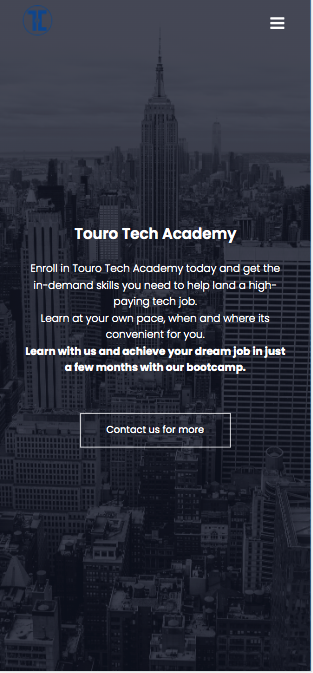 Touro Tech Academy
Enroll in Touro Tech Academy today and get the
in-demand skills you need to help land a high-
paying tech job.
Learn at your own pace, when and where its
convenient for you.
Learn with us and achieve your dream job in just
a few months with our bootcamp.
Contact us for more